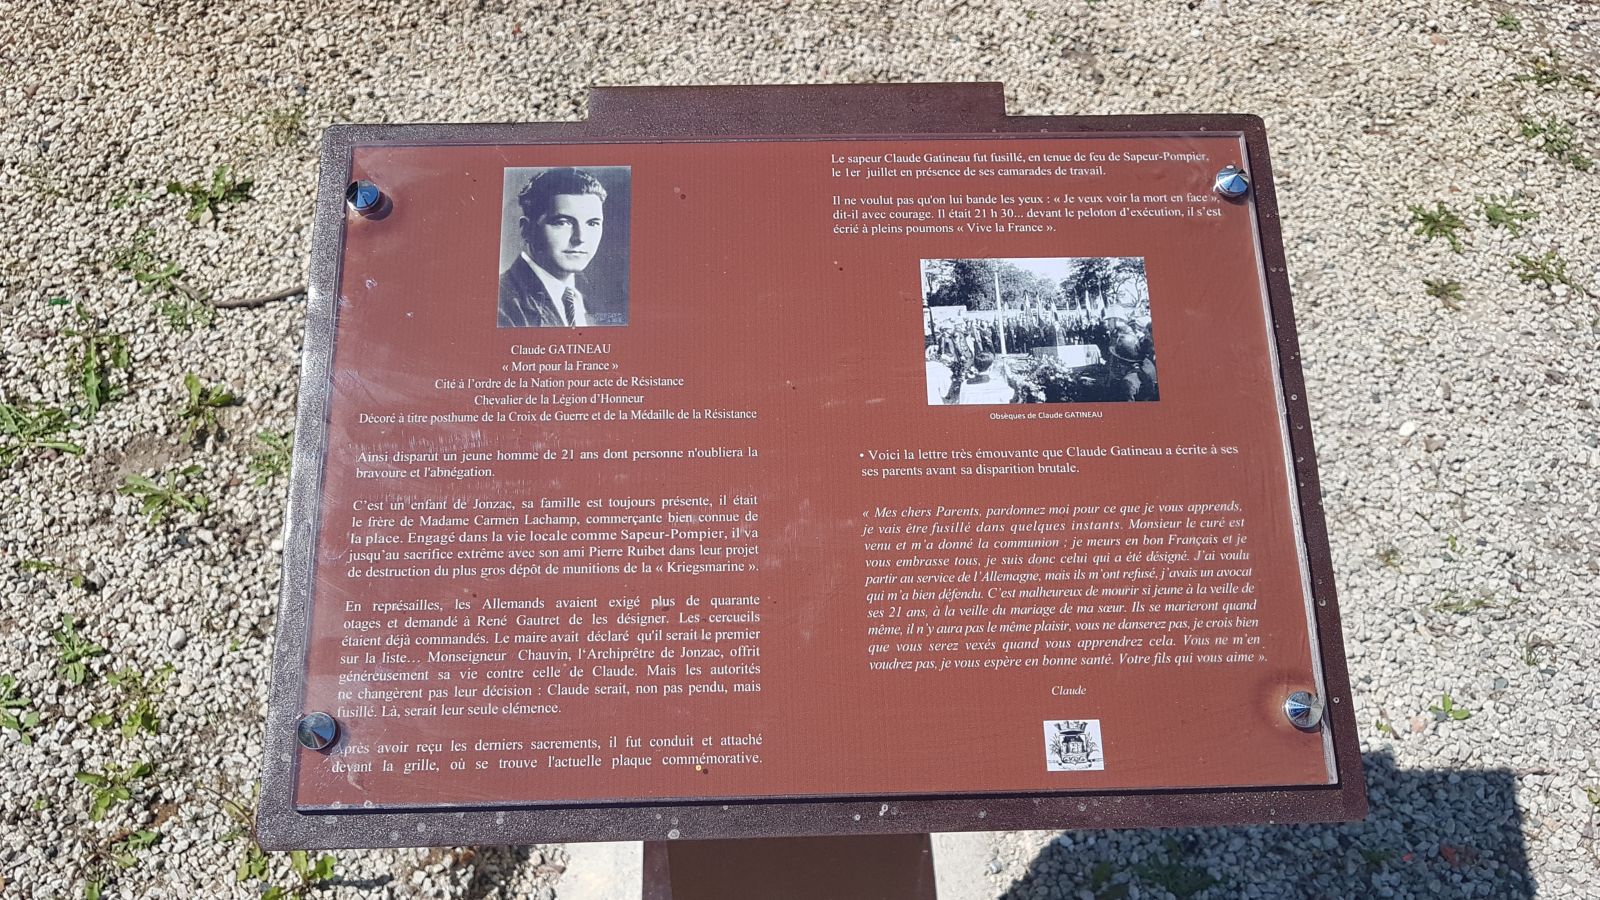 Claude GATINEAU
« Mort pour la France »
Cité à l'ordre de la Nation pour acte de Résistance
Chevalier de la Légion d'Honneur
Décoré à titre posthume de la Croix de Guerre et de la Médaille de la Résistance
Ainsi disparut un jeune homme de 21 ans dont personne n'oubliera la
bravoure et l'abnégation.
C'est un enfant de Jonzac, sa famille est toujours présente, il était
le frère de Madame Carmen Lachamp, commerçante bien connue de
la place. Engagé dans la vie locale comme Sapeur-Pompier, il va
jusqu'au sacrifice extrême avec son ami Pierre Ruibet dans leur projet
de destruction du plus gros dépôt de munitions de la « Kriegsmarine ».
En représailles, les Allemands avaient exigé plus de quarante
otages et demandé à René Gautret de les désigner. Les cercueils
étaient déjà commandés. Le maire avait déclaré qu'il serait le premier
sur la liste... Monseigneur Chauvin, l'Archiprêtre de Jonzac, offrit
généreusement sa vie contre celle de Claude. Mais les autorités
ne changèrent pas leur décision : Claude serait, non pas pendu, mais
fusillé. Là, serait leur seule clémence.
Après avoir reçu les derniers sacrements, il fut conduit et attaché
devant la grille, où se trouve l'actuelle plaque commémorative.
Le sapeur Claude Gatineau fut fusillé, en tenue de feu de Sapeur-Pompier,
le 1er juillet en présence de ses camarades de travail.
Il ne voulut pas qu'on lui bande les yeux : « Je veux voir la mort en face »,
dit-il avec courage. Il était 21 h 30... devant le peloton d'exécution, il s'est
écrié à pleins poumons « Vive la France ».
Obsèques de Claude GATINEAU
• Voici la lettre très émouvante que Claude Gatineau a écrite à ses
ses parents avant sa disparition brutale.
« Mes chers Parents, pardonnez moi pour ce que je vous apprends,
je vais être fusillé dans quelques instants. Monsieur le curé est
venu et m'a donné la communion ; je meurs en bon Français et je
vous embrasse tous, je suis donc celui qui a été désigné. J'ai voulu
partir au service de l'Allemagne, mais ils m'ont refusé, j'avais un avocat
qui m'a bien défendu. C'est malheureux de mourir si jeune à la veille de
ses 21 ans, à la veille du mariage de ma sœur. Ils se marieront quand
même, il n'y aura pas le même plaisir, vous ne danserez pas, je crois bien
que vous serez vexés quand vous apprendrez cela. Vous ne m'en
voudrez pas, je vous espère en bonne santé. Votre fils qui vous aime ».
Claude